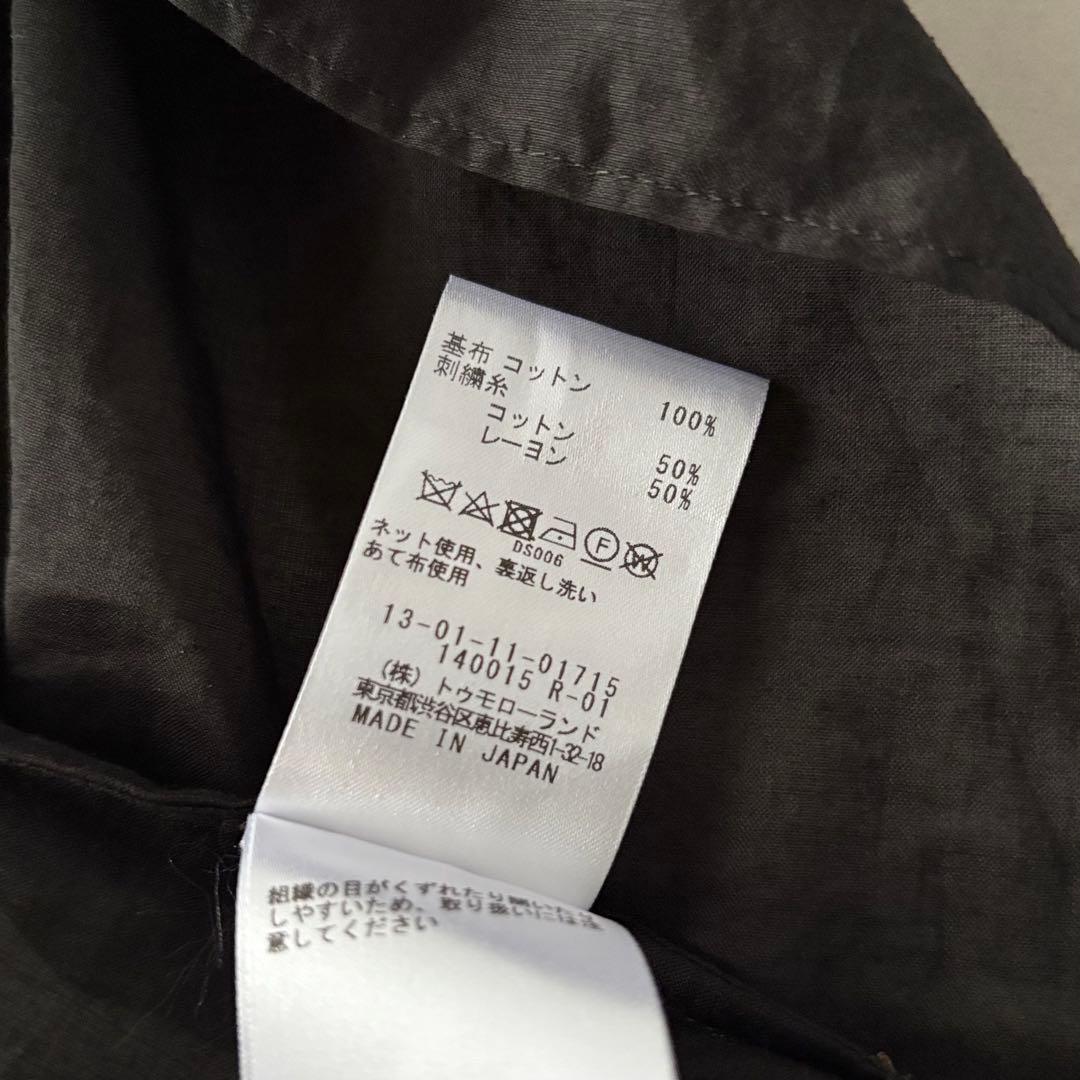 基布 コットン 100%
刺繍糸
コットン 50%
レーヨン 50%
DS006
F
W
ネット使用、裏返し洗い
あて布使用
13-01-11-01715
140015 R-01
(株) トゥモローランド
東京都渋谷区恵比寿西1-32-18
MADE IN JAPAN
組織の目がくずれたり
しやすいため、取り扱いには注
意してください